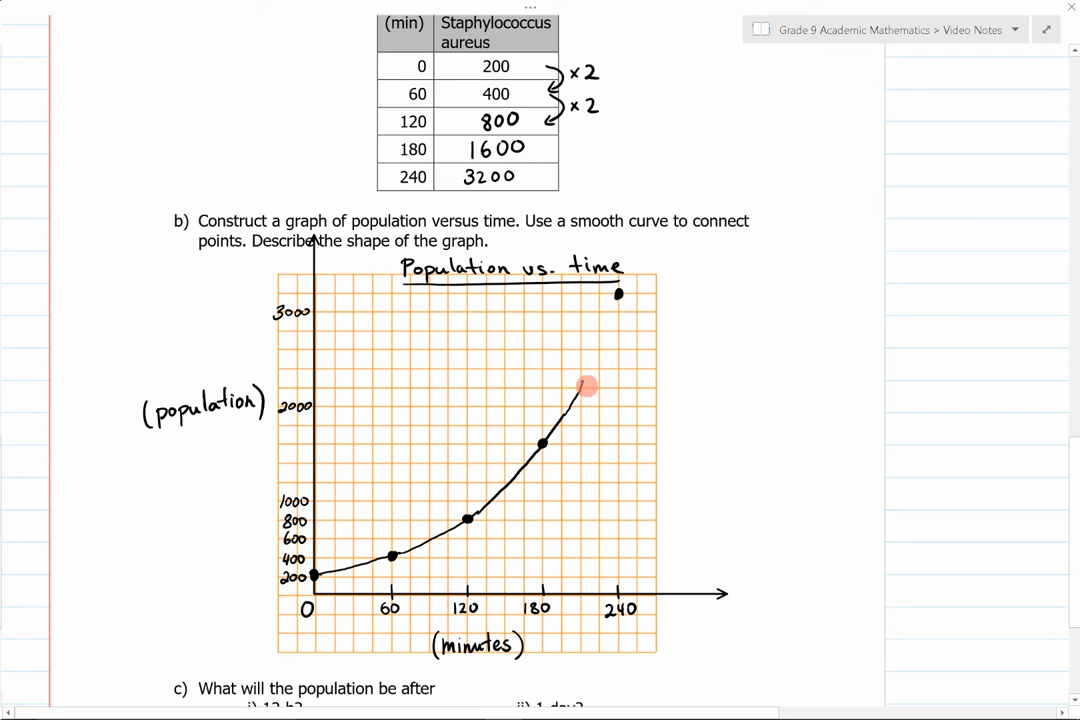 Grade 9 Academic Mathematics > Video Notes
(min) Staphylococcus
aureus
0 200
×2
60 400
×2
120 800
180 1600
240 3200
b) Construct a graph of population versus time. Use a smooth curve to connect
points. Describe the shape of the graph.
Population vs. time
3000
(population)
2000
1000
800
600
400
200
0 60 120 180 240
(minutes)
c) What will the population be after